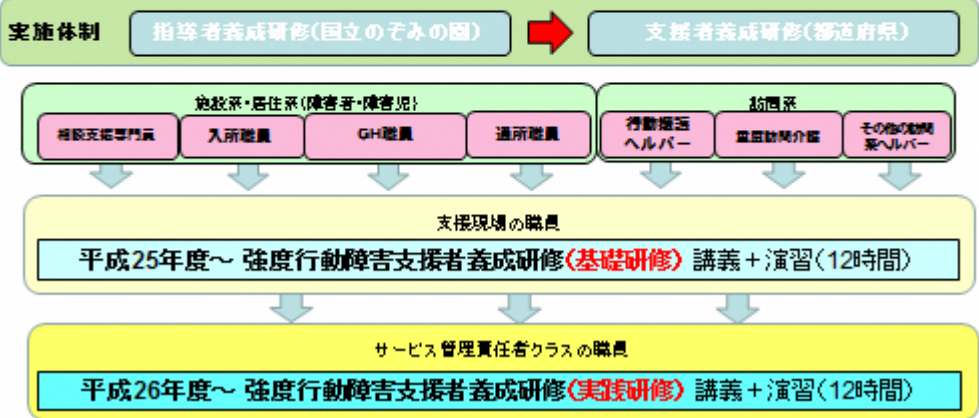 実施体制
指導者養成研修(国立のぞみの園)
支援者養成研修(都道府県)
施設系・居住系(障害者・障害児)
訪問系
相談支援専門員
入所職員
GH職員
通所職員
行動援護
ヘルパー
重度訪問介護
その他の訪問
系ヘルパー
支援現場の職員
平成25年度～ 強度行動障害支援者養成研修(基礎研修) 講義＋演習(12時間)
サービス管理責任者クラスの職員
平成26年度～ 強度行動障害支援者養成研修(実践研修) 講義＋演習(12時間)